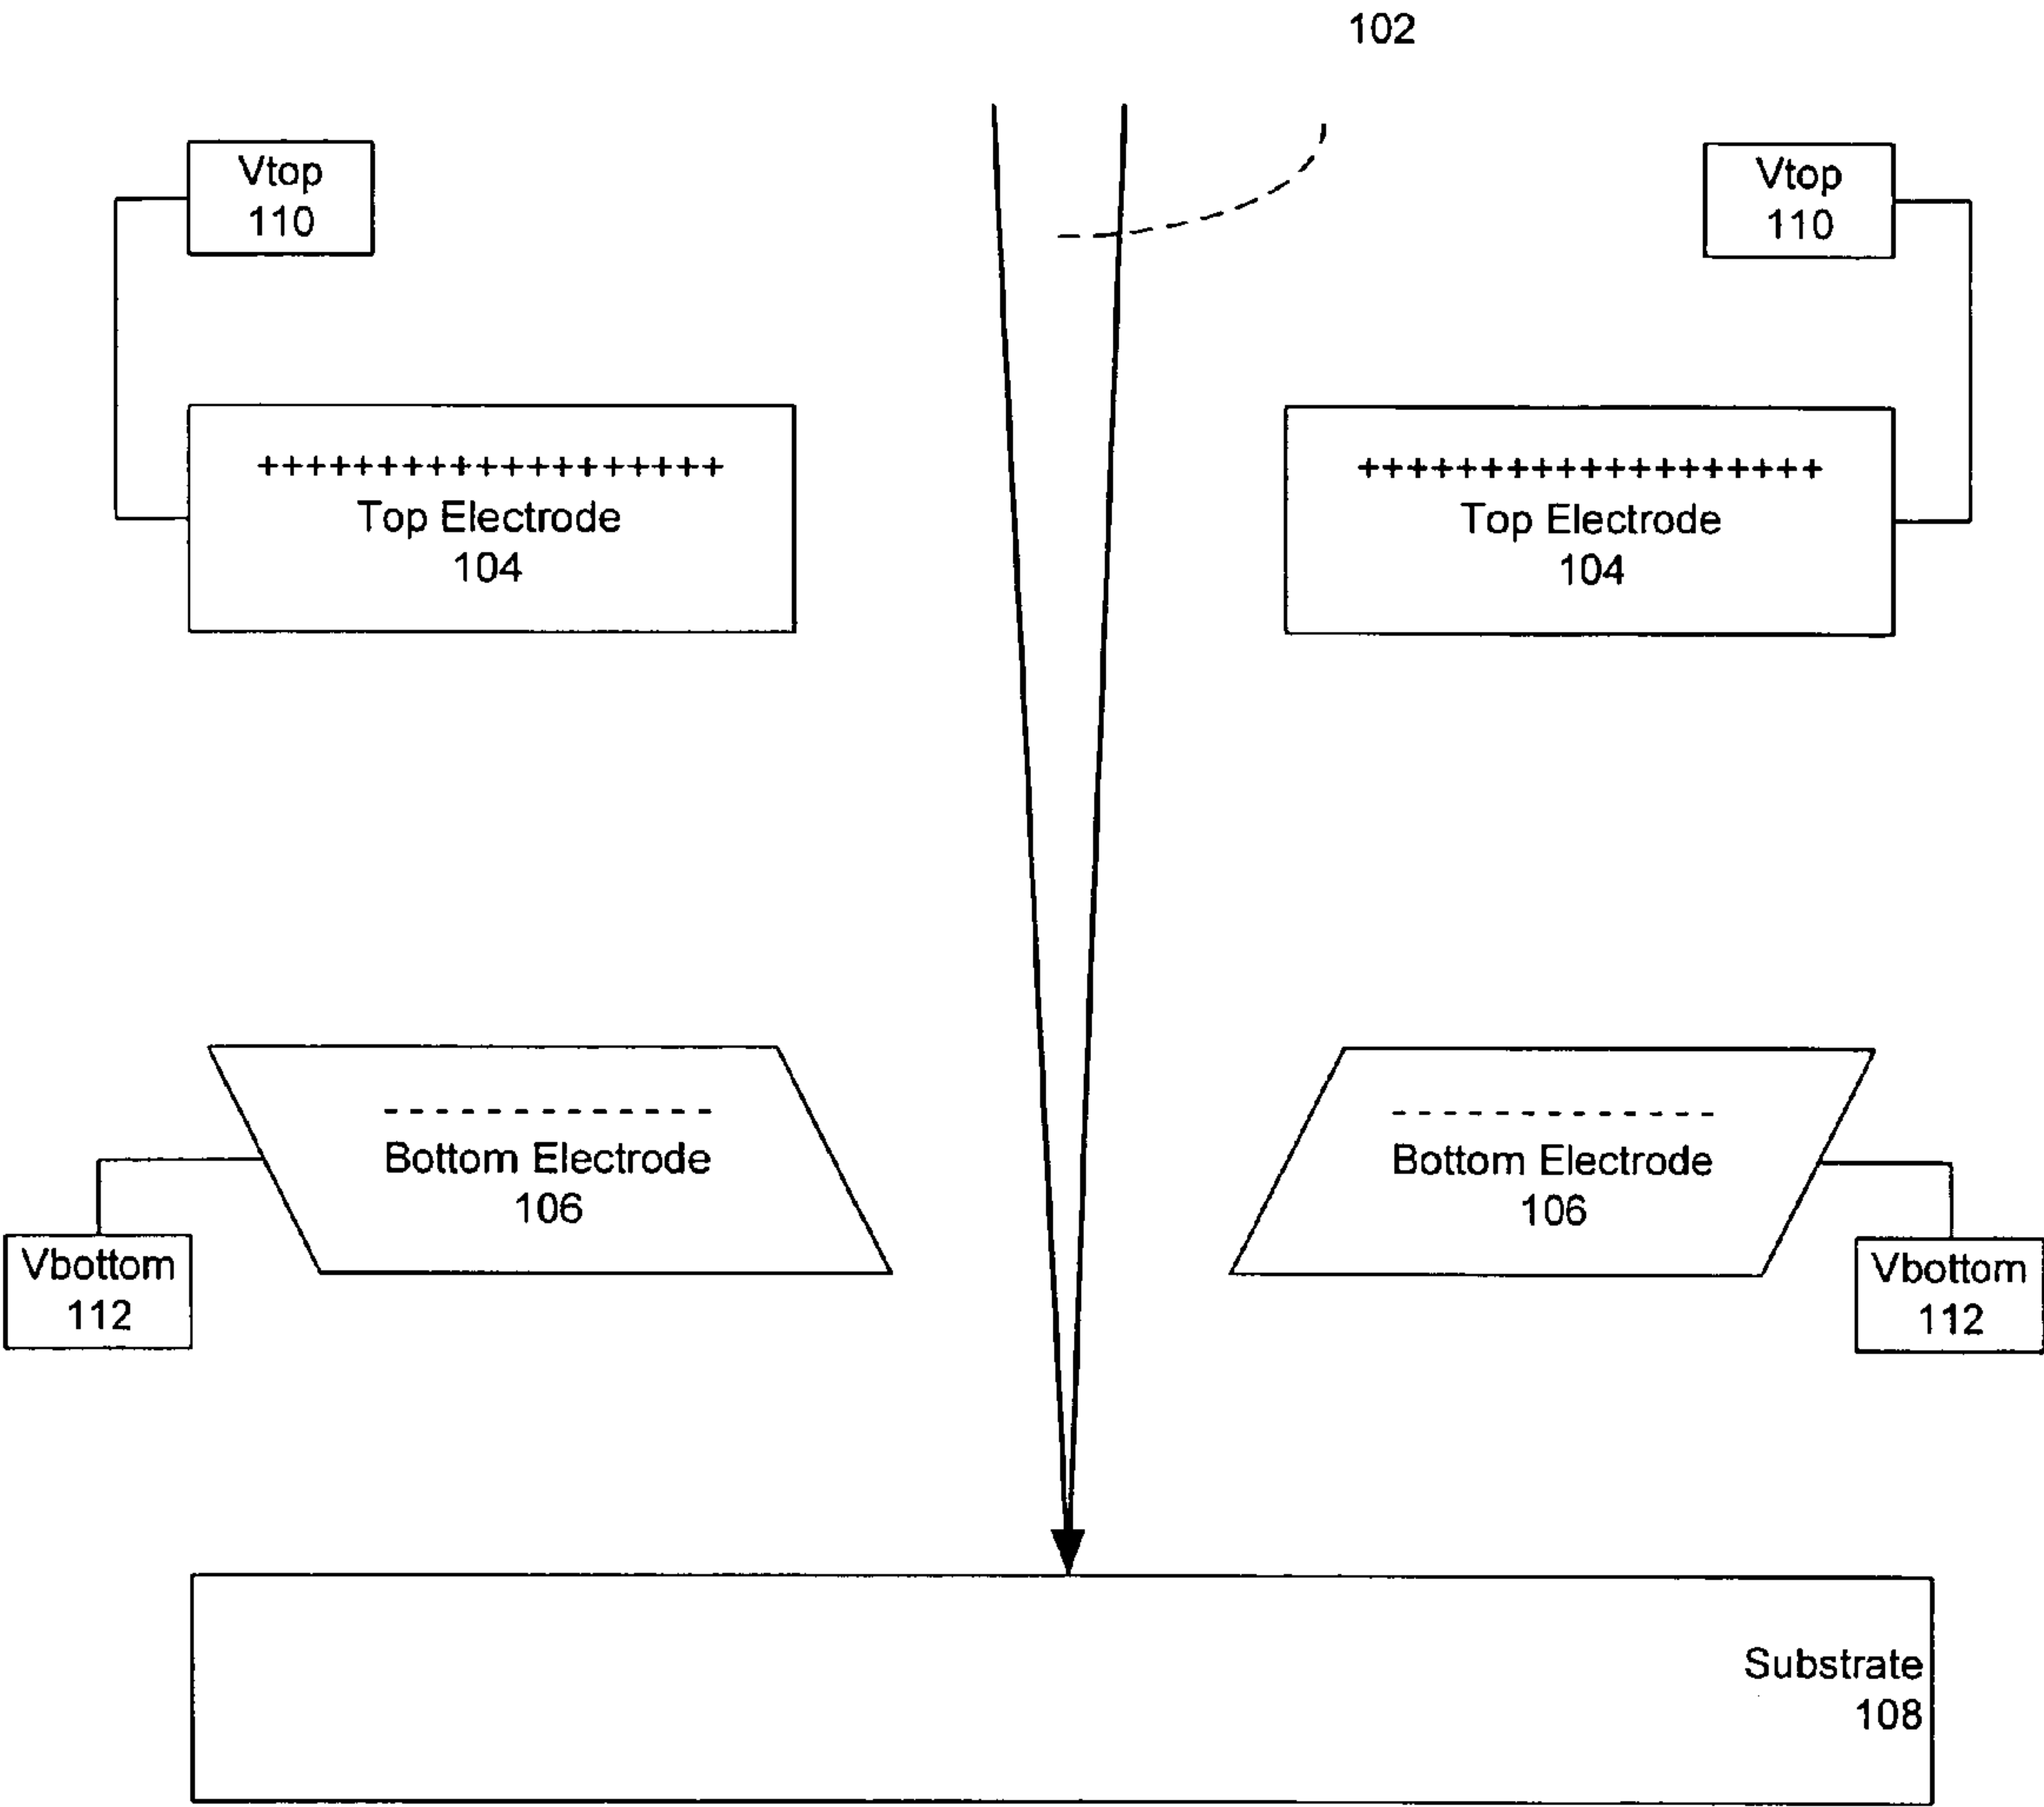 102
Vtop
110
Vtop
110
+++++++++++++++++++
Top Electrode
104
+++++++++++++++++++
Top Electrode
104
-------------
Bottom Electrode
106
-------------
Bottom Electrode
106
Vbottom
112
Vbottom
112
Substrate
108